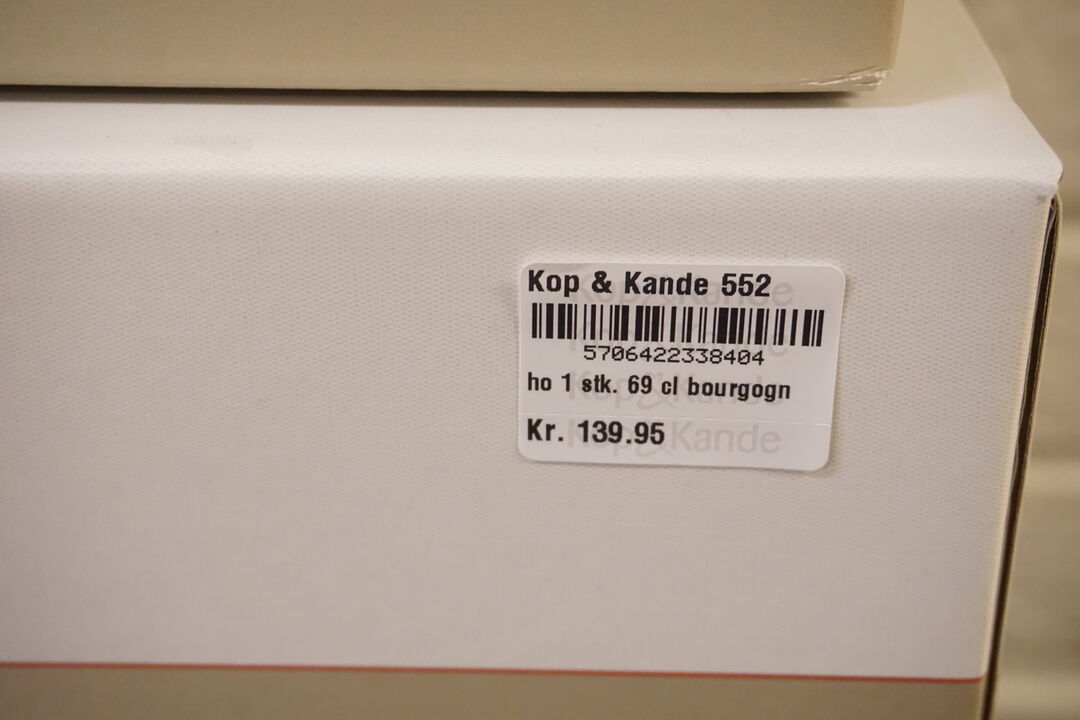 Kop & Kande 552
5706422338404
ho 1 stk. 69 cl bourgogn
Kr. 139.95